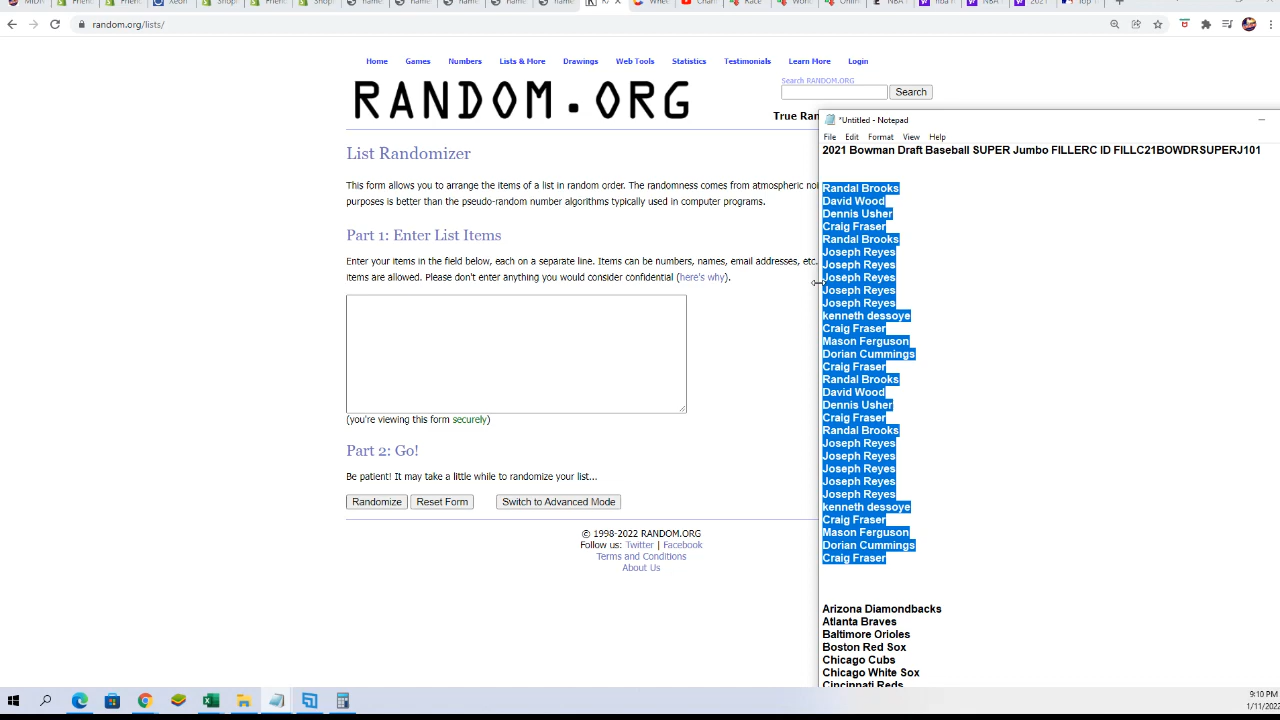 random.org/lists/
Home Games Numbers Lists & More Drawings Web Tools Statistics Testimonials Learn More Login
RANDOM.ORG
Search RANDOM.ORG
Search
True Ran
List Randomizer
This form allows you to arrange the items of a list in random order. The randomness comes from atmospheric
purposes is better than the pseudo-random number algorithms typically used in computer programs.
Part 1: Enter List Items
Enter your items in the field below, each on a separate line. Items can be numbers, names, email addresses, etc.
items are allowed. Please don't enter anything you would consider confidential (here's why).
(you're viewing this form securely)
Part 2: Go!
Be patient! It may take a little while to randomize your list...
Randomize Reset Form Switch to Advanced Mode
© 1998-2022 RANDOM.ORG
Follow us: Twitter | Facebook
Terms and Conditions
About Us
*Untitled - Notepad
File Edit Format View Help
2021 Bowman Draft Baseball SUPER Jumbo FILLERC ID FILLC21BOWDRSUPERJ101
Randal Brooks
David Wood
Dennis Usher
Craig Fraser
Randal Brooks
Joseph Reyes
Joseph Reyes
Joseph Reyes
Joseph Reyes
Joseph Reyes
kenneth dessoye
Craig Fraser
Mason Ferguson
Dorian Cummings
Craig Fraser
Randal Brooks
David Wood
Dennis Usher
Craig Fraser
Randal Brooks
Joseph Reyes
Joseph Reyes
Joseph Reyes
Joseph Reyes
Joseph Reyes
kenneth dessoye
Craig Fraser
Mason Ferguson
Dorian Cummings
Craig Fraser
Arizona Diamondbacks
Atlanta Braves
Baltimore Orioles
Boston Red Sox
Chicago Cubs
Chicago White Sox
Cincinnati Reds
9:10 PM
1/11/2022